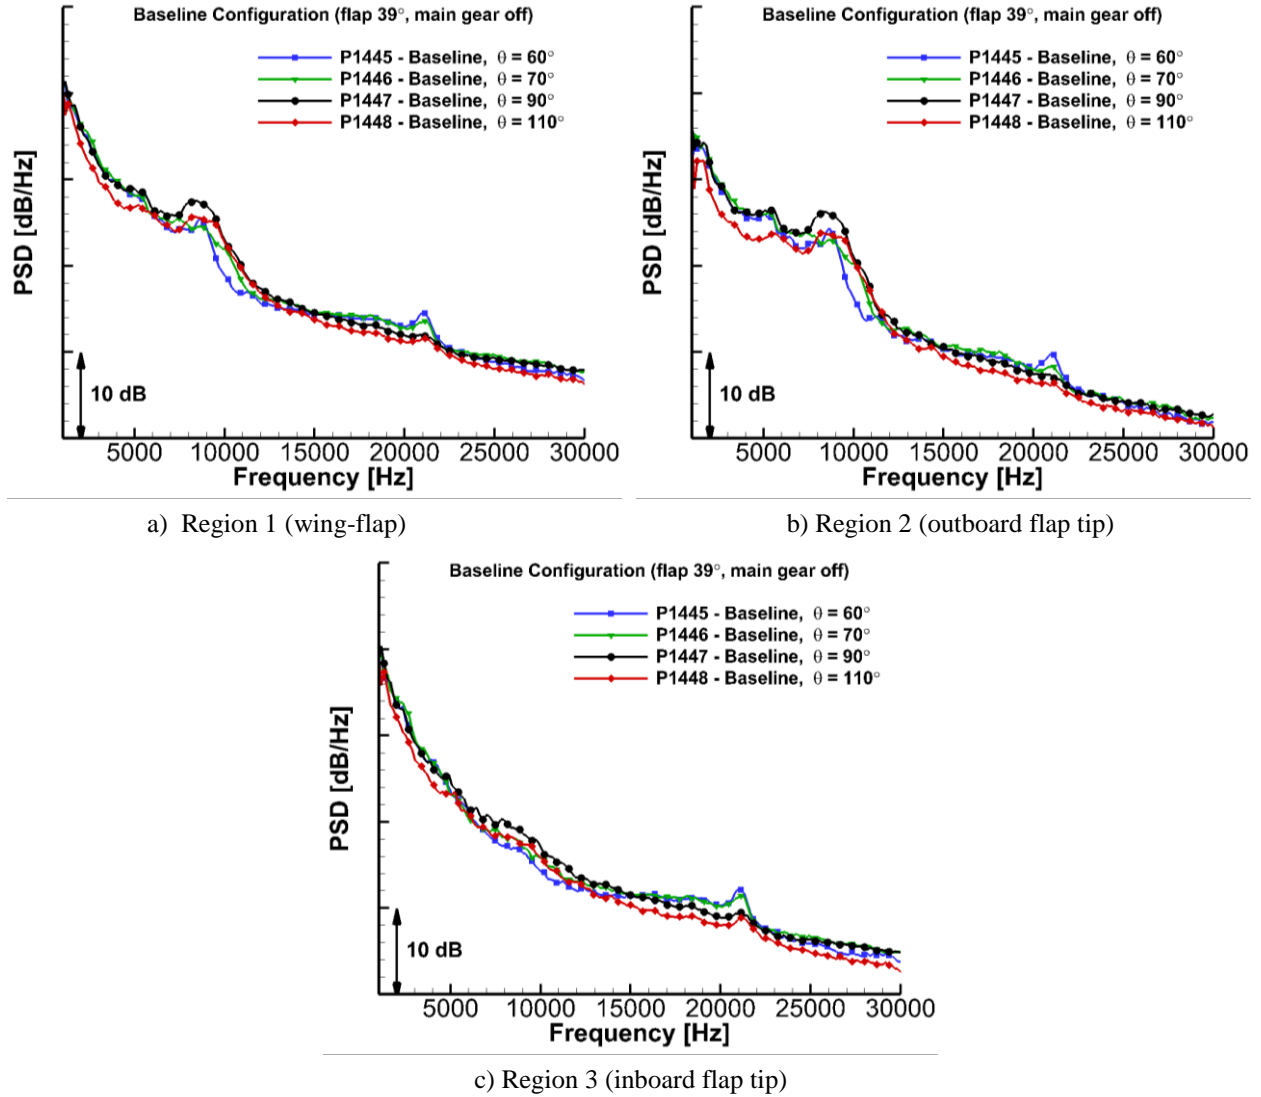 Baseline Configuration (flap 39°, main gear off)
P1445 - Baseline, θ = 60°
P1446 - Baseline, θ = 70°
P1447 - Baseline, θ = 90°
P1448 - Baseline, θ = 110°
PSD [dB/Hz]
10 dB
5000 10000 15000 20000 25000 30000
Frequency [Hz]
a) Region 1 (wing-flap)
Baseline Configuration (flap 39°, main gear off)
P1445 - Baseline, θ = 60°
P1446 - Baseline, θ = 70°
P1447 - Baseline, θ = 90°
P1448 - Baseline, θ = 110°
PSD [dB/Hz]
10 dB
5000 10000 15000 20000 25000 30000
Frequency [Hz]
b) Region 2 (outboard flap tip)
Baseline Configuration (flap 39°, main gear off)
P1445 - Baseline, θ = 60°
P1446 - Baseline, θ = 70°
P1447 - Baseline, θ = 90°
P1448 - Baseline, θ = 110°
PSD [dB/Hz]
10 dB
5000 10000 15000 20000 25000 30000
Frequency [Hz]
c) Region 3 (inboard flap tip)